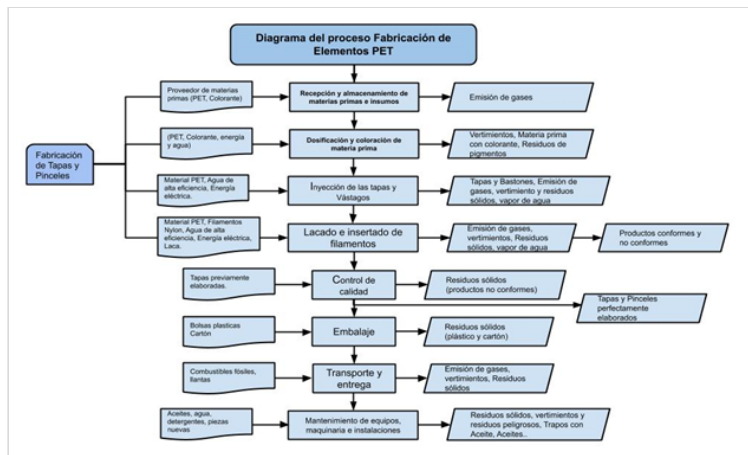 Diagrama del proceso Fabricación de
Elementos PET
Proveedor de materias
primas (PET, Colorante)
Recepción y almacenamiento de
materias primas e insumos
Emisión de gases
Fabricación
de Tapas y
Pinceles
(PET, Colorante, energía
y agua)
Dosificación y coloración de
materia prima
Vertimientos, Materia prima
con colorante, Residuos de
pigmentos
Material PET, Agua de
alta eficiencia, Energía
eléctrica.
Inyección de las tapas y
Vástagos
Tapas y Bastones, Emisión de
gases, vertimiento y residuos
sólidos, vapor de agua
Material PET, Filamentos
Nylon, Agua de alta
eficiencia, Energía eléctrica,
Laca.
Lacado e insertado de
filamentos
Emisión de gases,
vertimientos, Residuos
sólidos, vapor de agua
Productos conformes y
no conformes
Tapas previamente
elaboradas.
Control de
calidad
Residuos sólidos
(productos no conformes)
Tapas y Pinceles
perfectamente
elaborados
Bolsas plasticas
Cartón
Embalaje
Residuos sólidos
(plástico y cartón)
Combustibles fósiles,
llantas
Transporte y
entrega
Emisión de gases,
vertimientos, Residuos
sólidos
Aceites, agua,
detergentes, piezas
nuevas
Mantenimiento de equipos,
maquinaria e instalaciones
Residuos sólidos, vertimientos y
residuos peligrosos, Trapos con
Aceite, Aceites..